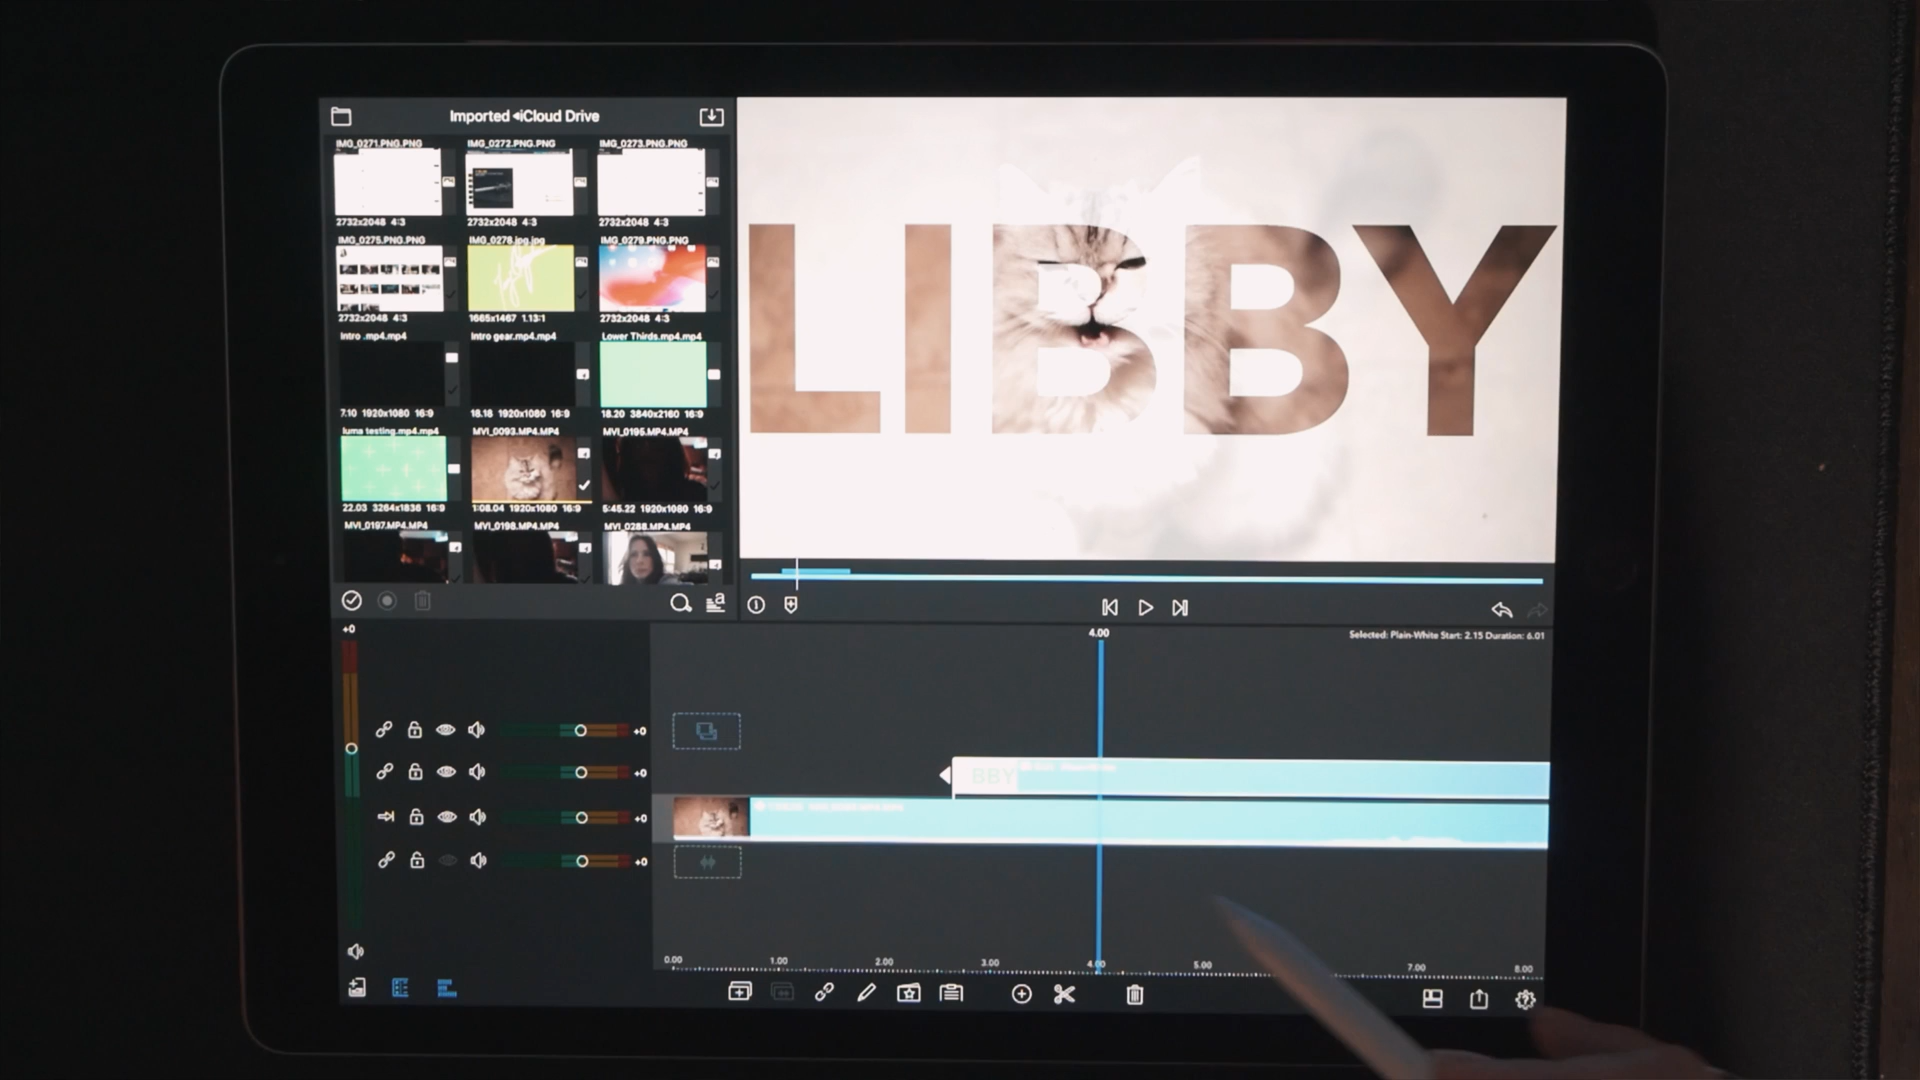 Imported ◂iCloud Drive
IMG_0271.PNG.PNG
IMG_0272.PNG.PNG
IMG_0273.PNG.PNG
2732x2048 4:3
2732x2048 4:3
2732x2048 4:3
IMG_0275.PNG.PNG
IMG_0278.jpg.jpg
IMG_0279.PNG.PNG
2732x2048 4:3
1665x1467 1.13:1
2732x2048 4:3
Intro .mp4.mp4
Intro gear.mp4.mp4
Lower Thirds.mp4.mp4
7.10 1920x1080 16:9
18.18 1920x1080 16:9
18.20 3840x2160 16:9
luma testing.mp4.mp4
MVI_0093.MP4.MP4
MVI_0195.MP4.MP4
22.03 3264x1836 16:9
1:08.04 1920x1080 16:9
5:45.22 1920x1080 16:9
MVI_0197.MP4.MP4
MVI_0198.MP4.MP4
MVI_0288.MP4.MP4
LIBBY
+0
4.00
Selected: Plain-White Start: 2.15 Duration: 6.01
+0
+0
BBY
+0
+0
0.00
1.00
2.00
3.00
4.00
5.00
7.00
8.00